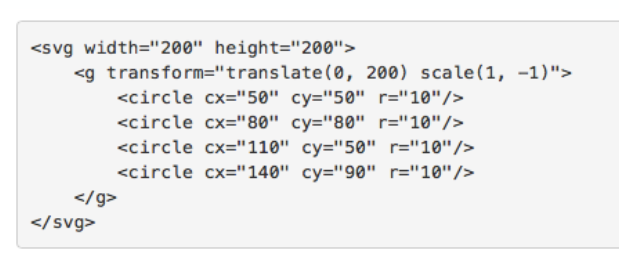 <svg width="200" height="200">
    <g transform="translate(0, 200) scale(1, -1)">
        <circle cx="50" cy="50" r="10"/>
        <circle cx="80" cy="80" r="10"/>
        <circle cx="110" cy="50" r="10"/>
        <circle cx="140" cy="90" r="10"/>
    </g>
</svg>